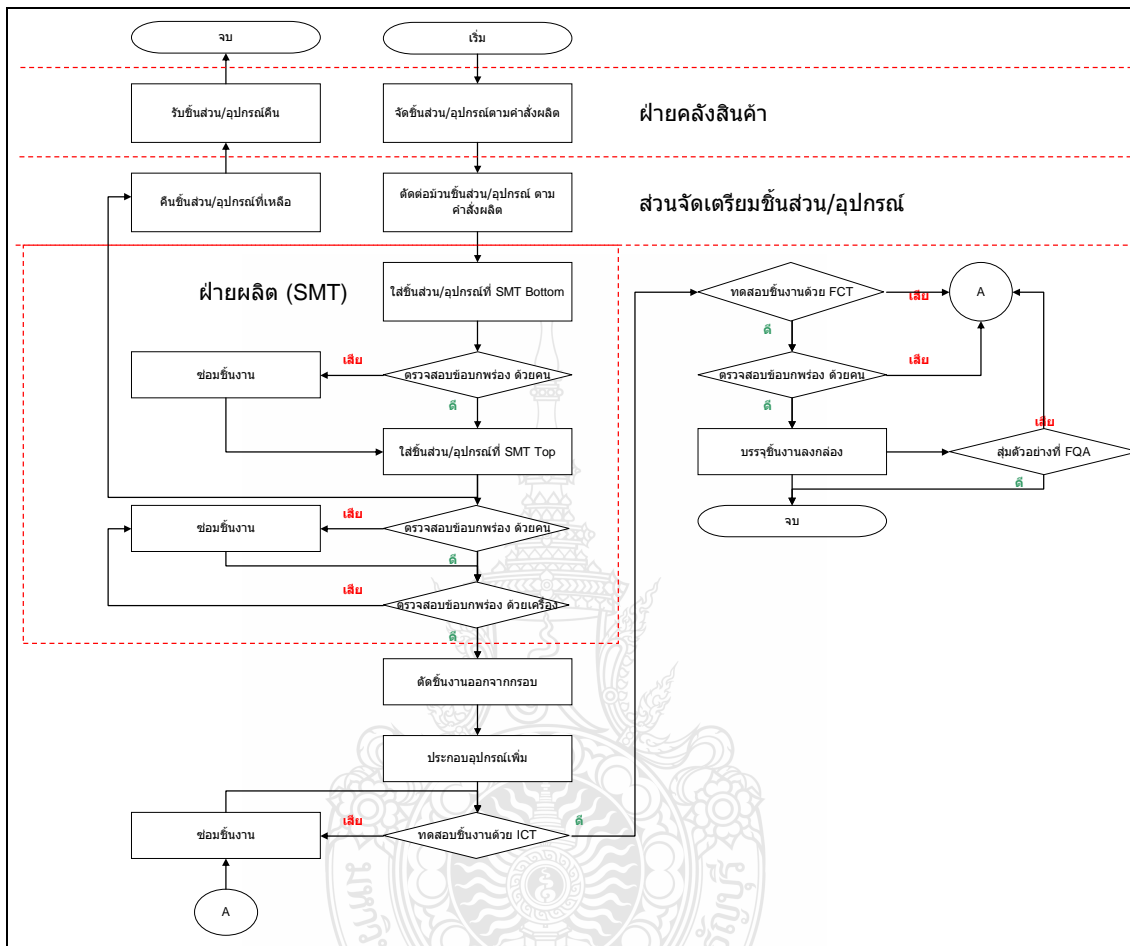 จบ
เริ่ม
รับชิ้นส่วน/อุปกรณ์คืน
จัดชิ้นส่วน/อุปกรณ์ตามคำสั่งผลิต
ฝ่ายคลังสินค้า
คืนชิ้นส่วน/อุปกรณ์ที่เหลือ
ตัดต่อม้วนชิ้นส่วน/อุปกรณ์ ตาม
คำสั่งผลิต
ส่วนจัดเตรียมชิ้นส่วน/อุปกรณ์
ฝ่ายผลิต (SMT)
ใส่ชิ้นส่วน/อุปกรณ์ที่ SMT Bottom
ซ่อมชิ้นงาน
เสีย
ตรวจสอบข้อบกพร่อง ด้วยคน
ดี
ใส่ชิ้นส่วน/อุปกรณ์ที่ SMT Top
ซ่อมชิ้นงาน
เสีย
ตรวจสอบข้อบกพร่อง ด้วยคน
ดี
เสีย
ตรวจสอบข้อบกพร่อง ด้วยเครื่อง
ดี
ตัดชิ้นงานออกจากกรอบ
ประกอบอุปกรณ์เพิ่ม
ซ่อมชิ้นงาน
เสีย
ทดสอบชิ้นงานด้วย ICT
ดี
A
ทดสอบชิ้นงานด้วย FCT
เสีย
A
ดี
ตรวจสอบข้อบกพร่อง ด้วยคน
เสีย
ดี
บรรจุชิ้นงานลงกล่อง
เสีย
สุ่มตัวอย่างที่ FQA
ดี
จบ